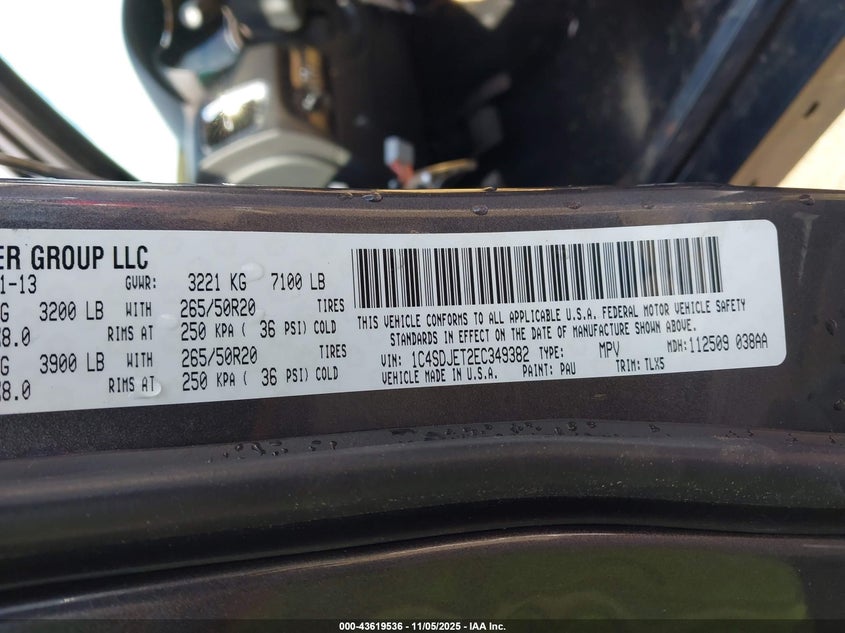 ER GROUP LLC
1-13 GVWR: 3221 KG 7100 LB
G 3200 LB WITH 265/50R20 TIRES
X8.0 RIMS AT 250 KPA ( 36 PSI) COLD
G 3900 LB WITH 265/50R20 TIRES
X8.0 RIMS AT 250 KPA ( 36 PSI) COLD
THIS VEHICLE CONFORMS TO ALL APPLICABLE U.S.A. FEDERAL MOTOR VEHICLE SAFETY
STANDARDS IN EFFECT ON THE DATE OF MANUFACTURE SHOWN ABOVE.
VIN: 1C4SDJET2EC349382 TYPE: MPV MDH: 112509 038AA
VEHICLE MADE IN U.S.A. PAINT: PAU TRIM: TLX5
000-43619536 - 11/05/2025 - IAA Inc.